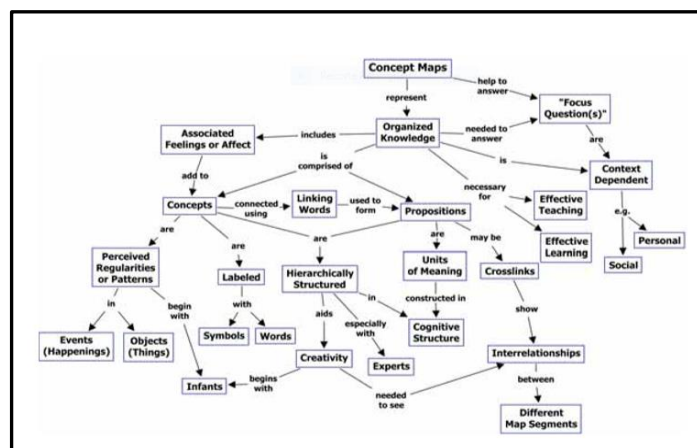 Concept Maps
help to
answer
represent
"Focus
Question(s)"
Associated
Feelings or Affect
includes
Organized
Knowledge
needed to
answer
are
is
comprised of
is
Context
Dependent
add to
necessary
for
Concepts
connected
using
Linking
Words
used to
form
Propositions
Effective
Teaching
e.g.
are
are
are
are
may be
Effective
Learning
Personal
Social
Perceived
Regularities
or Patterns
Labeled
Hierarchically
Structured
Units
of Meaning
Crosslinks
in
begin
with
with
aids
in
especially
with
constructed in
show
Events
(Happenings)
Objects
(Things)
Symbols
Words
Cognitive
Structure
Creativity
Experts
Interrelationships
Infants
begins
with
needed
to see
between
Different
Map Segments